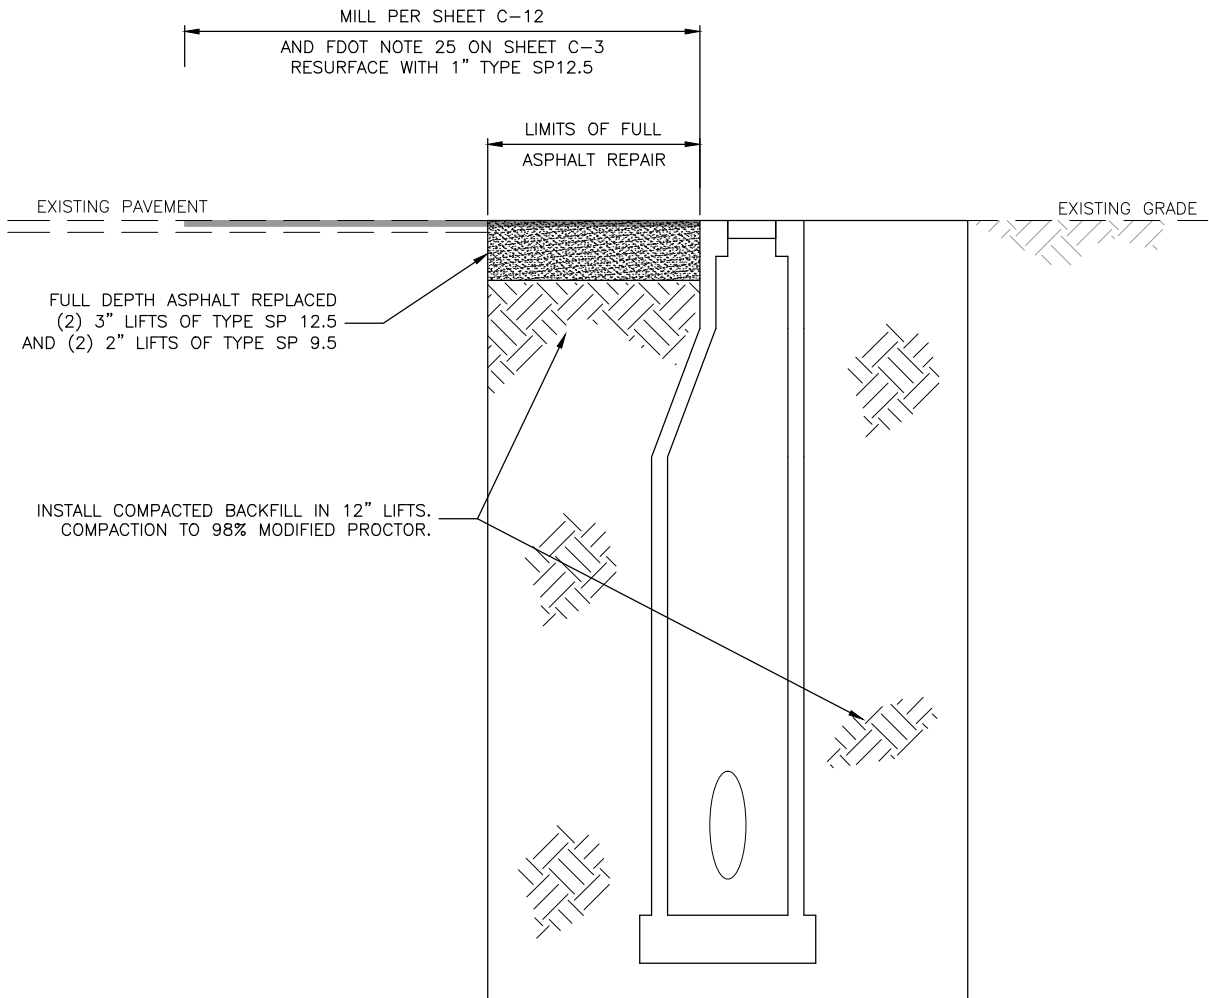 MILL PER SHEET C-12
AND FDOT NOTE 25 ON SHEET C-3
RESURFACE WITH 1" TYPE SP12.5
LIMITS OF FULL
ASPHALT REPAIR
EXISTING PAVEMENT
EXISTING GRADE
FULL DEPTH ASPHALT REPLACED
(2) 3" LIFTS OF TYPE SP 12.5
AND (2) 2" LIFTS OF TYPE SP 9.5
INSTALL COMPACTED BACKFILL IN 12" LIFTS.
COMPACTION TO 98% MODIFIED PROCTOR.